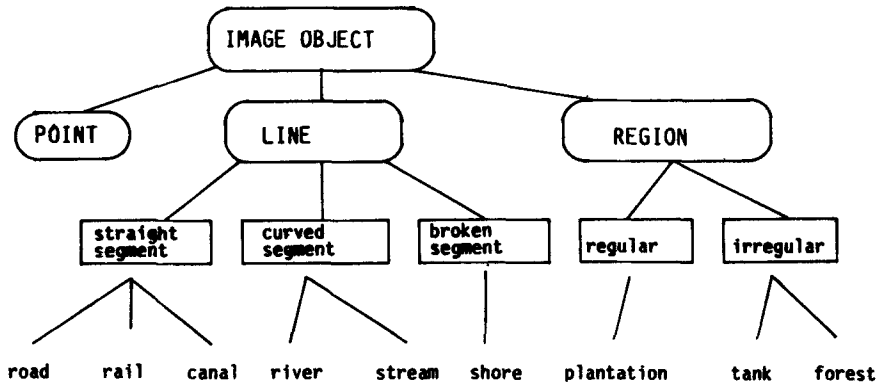 IMAGE OBJECT
POINT
LINE
REGION
straight
segment
curved
segment
broken
segment
regular
irregular
road
rail
canal
river
stream
shore
plantation
tank
forest